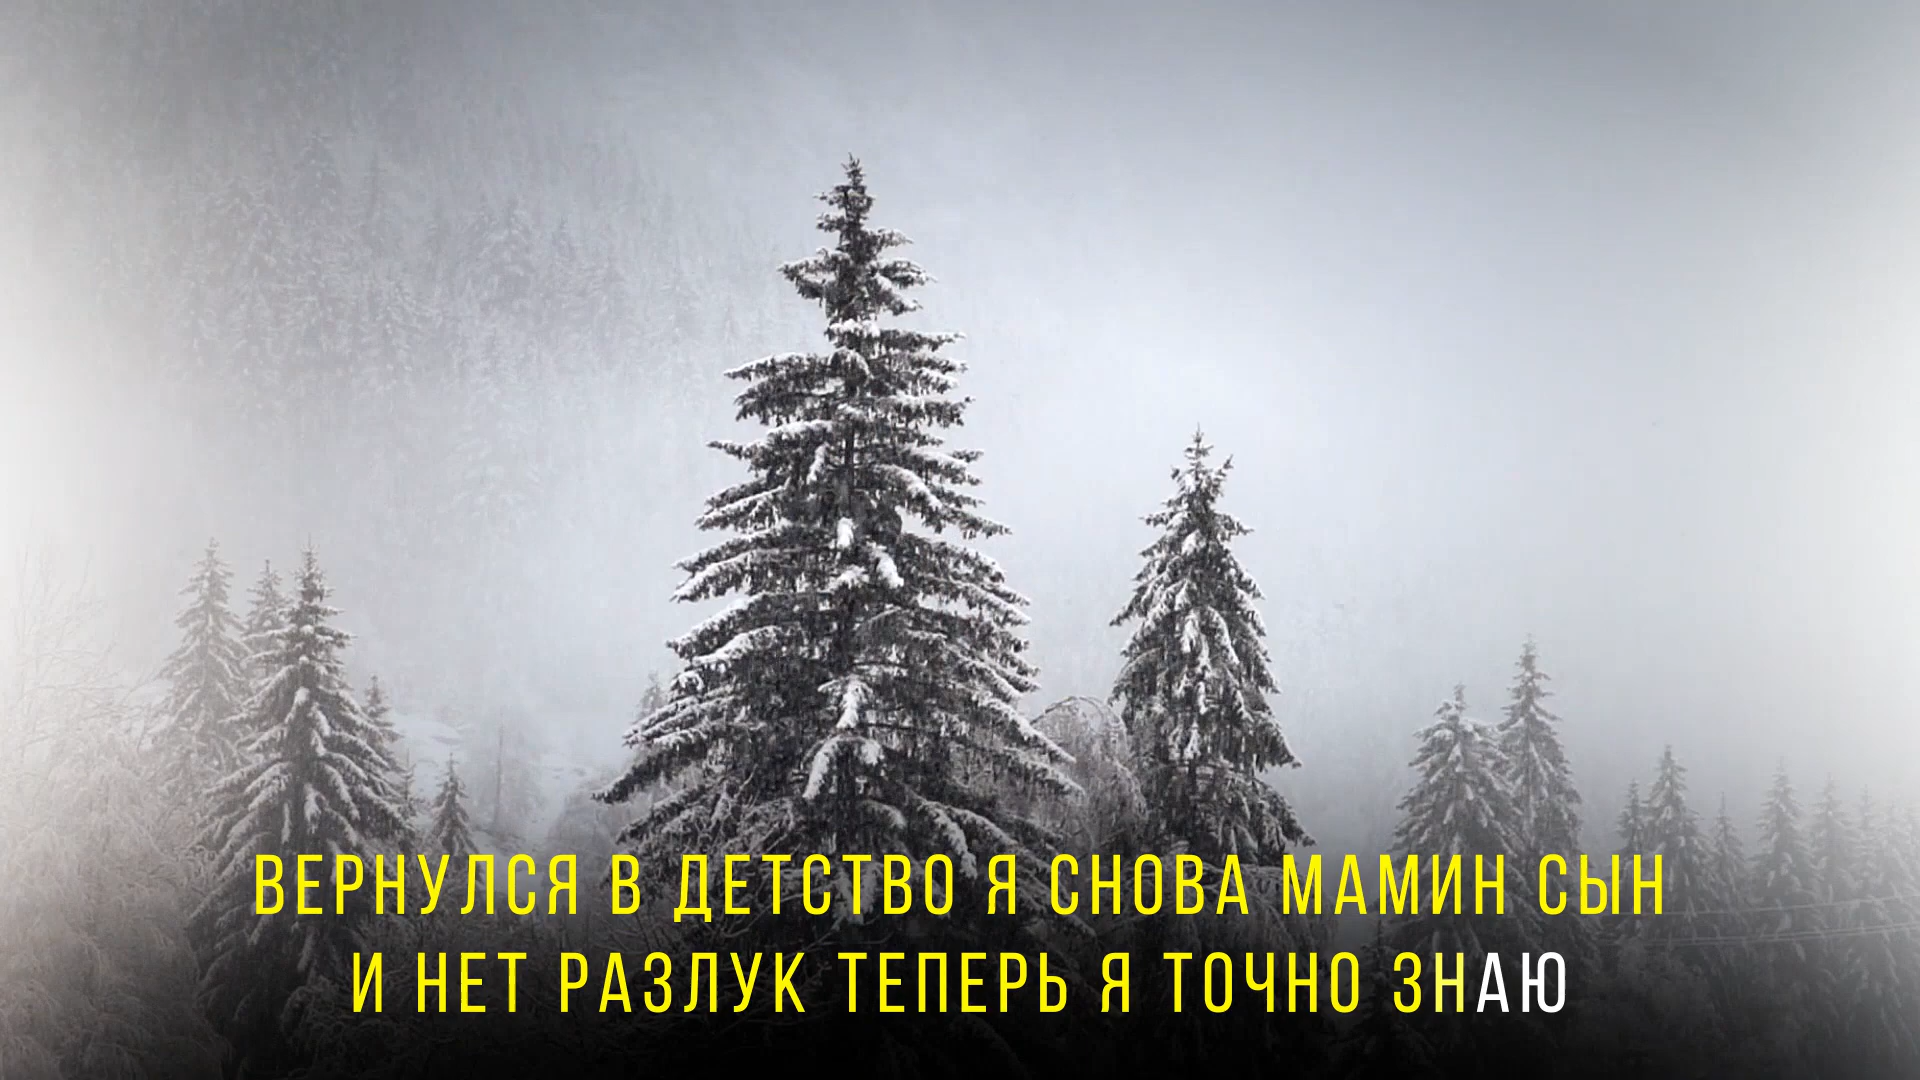 ВЕРНУЛСЯ В ДЕТСТВО Я СНОВА МАМИН СЫН
И НЕТ РАЗЛУК ТЕПЕРЬ Я ТОЧНО ЗНАЮ